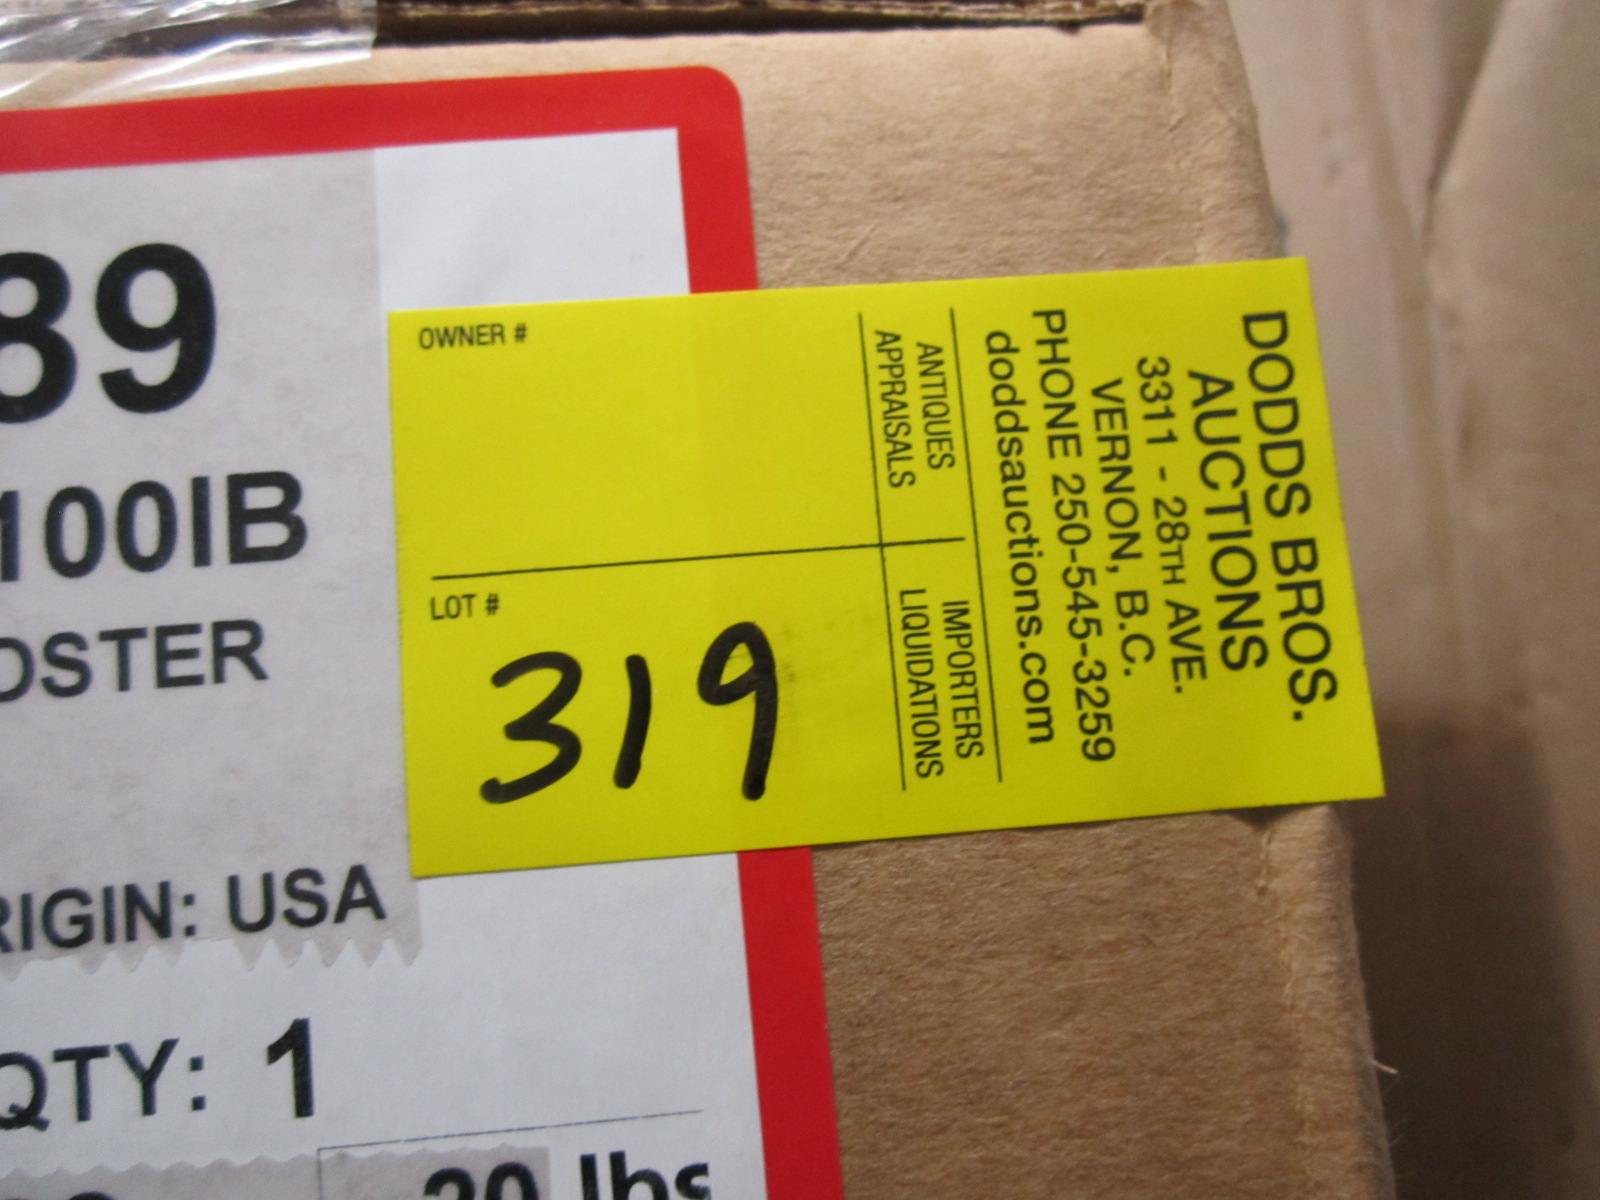 89
100IB
OSTER
RIGIN: USA
QTY: 1
20 lbs
OWNER #
LOT #
319
ANTIQUES
APPRAISALS
IMPORTERS
LIQUIDATIONS
DODDS BROS.
AUCTIONS
3311 - 28TH AVE.
VERNON, B.C.
PHONE 250-545-3259
doddsauctions.com